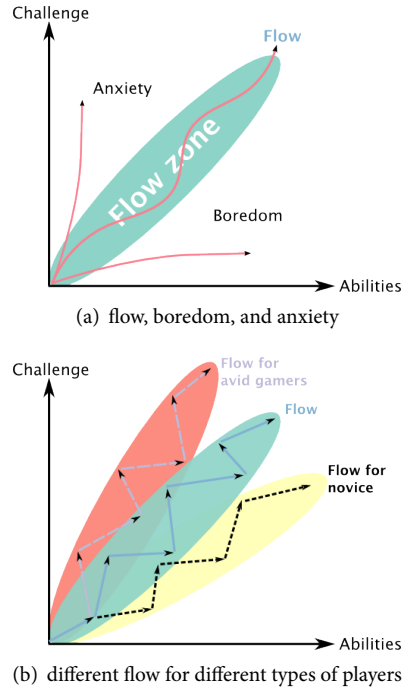 Challenge
Flow
Anxiety
Flow zone
Boredom
Abilities
(a) flow, boredom, and anxiety
Challenge
Flow for
avid gamers
Flow
Flow for
novice
Abilities
(b) different flow for different types of players